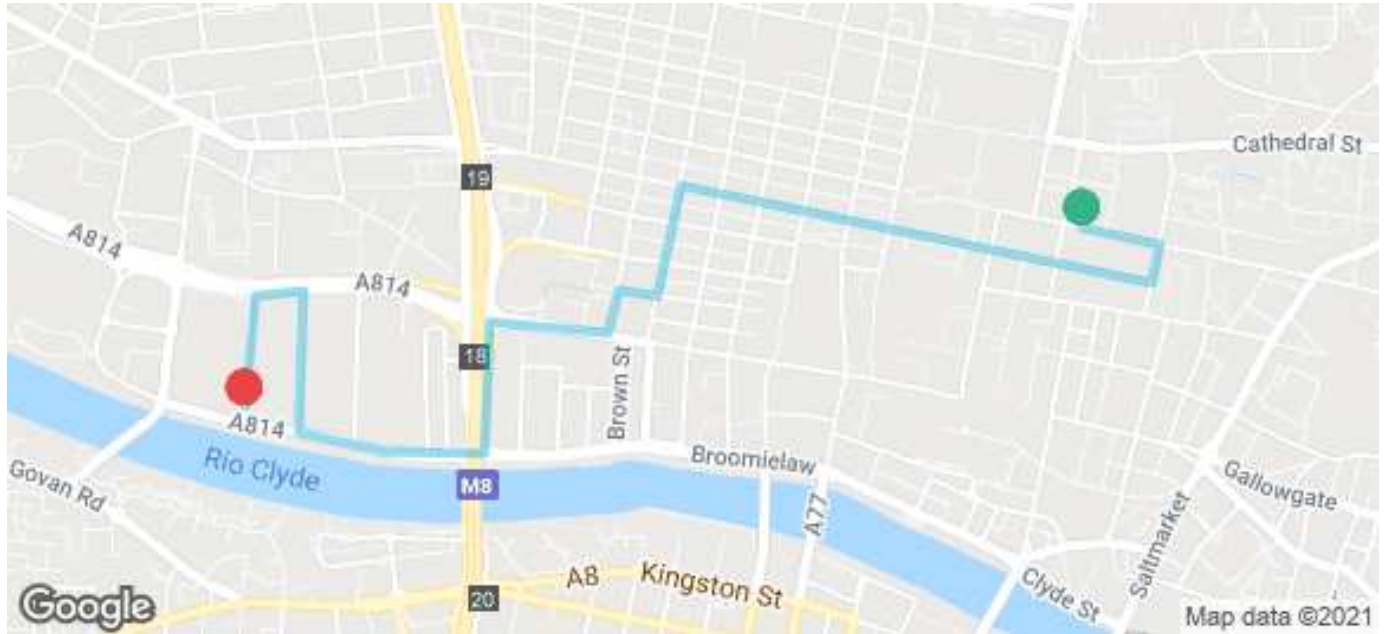 Cathedral St
19
A814
A814
18
Brown St
A814
Broomielaw
Río Clyde
Govan Rd
M8
A77
Gallowgate
Saltmarket
A8
Kingston St
20
Clyde St
Google
Map data ©2021